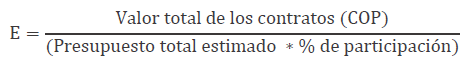 E = Valor total de los contratos (COP)
(Presupuesto total estimado * % de participación)